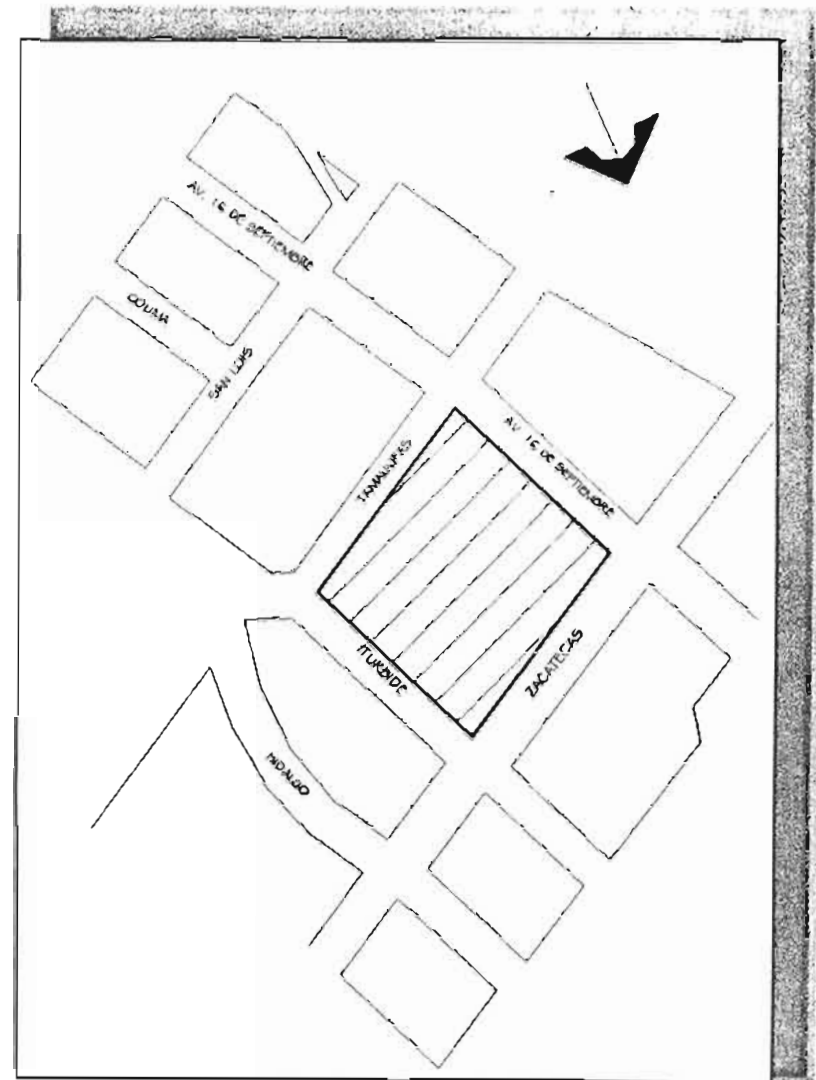 AV. 16 DE SEPTIEMBRE
COLIMA
SAN LUIS
TAMAULIPAS
AV. 16 DE SEPTIEMBRE
ITURBIDE
ZACATECAS
HIDALGO